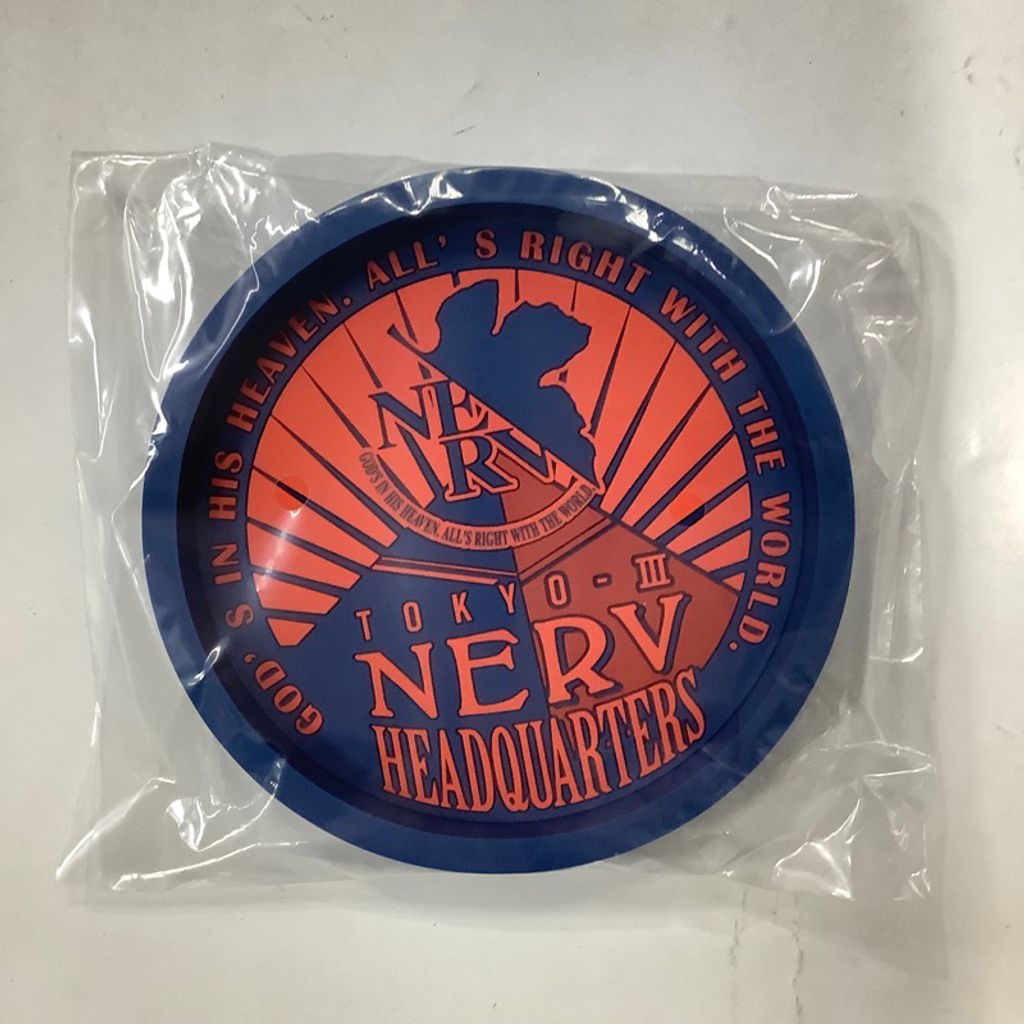 GOD'S IN HIS HEAVEN. ALL'S RIGHT WITH THE WORLD.
NERV
GOD'S IN HIS HEAVEN. ALL'S RIGHT WITH THE WORLD.
TOKYO-III
NERV
HEADQUARTERS